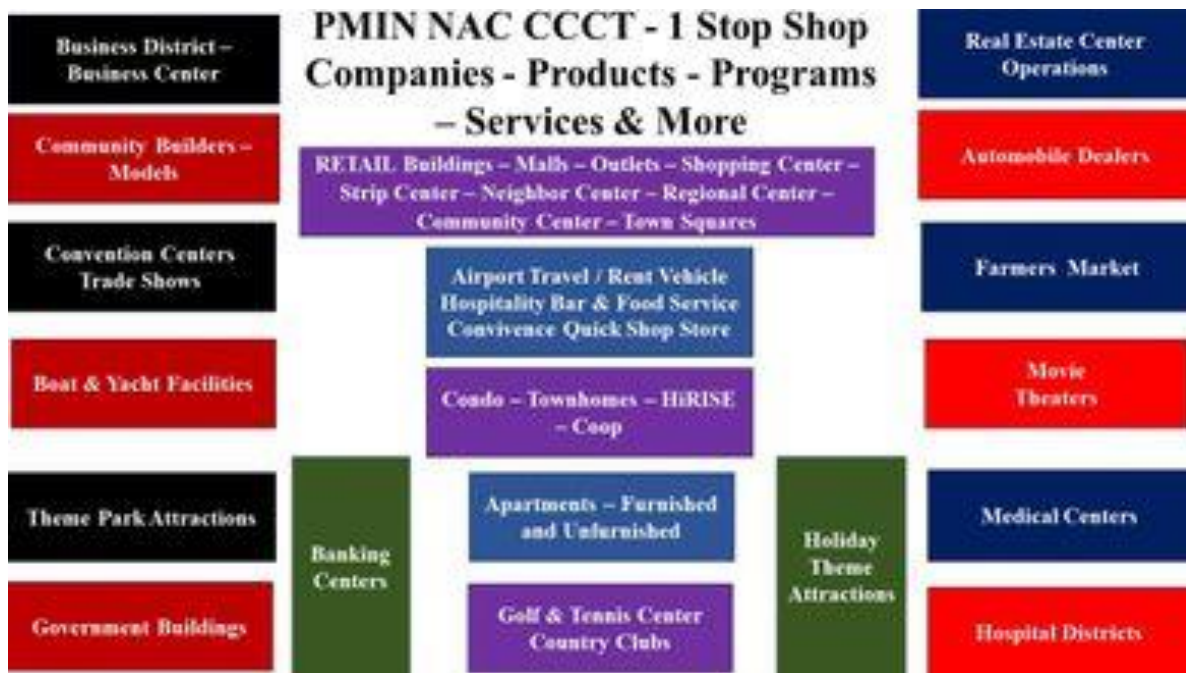 PMIN NAC CCCT - 1 Stop Shop
Companies - Products - Programs
– Services & More
Business District –
Business Center
Community Builders –
Models
Convention Centers
Trade Shows
Boat & Yacht Facilities
Theme Park Attractions
Government Buildings
RETAIL Buildings – Malls – Outlets – Shopping Center –
Strip Center – Neighbor Center – Regional Center –
Community Center – Town Squares
Airport Travel / Rent Vehicle
Hospitality Bar & Food Service
Convivence Quick Shop Store
Condo – Townhomes – HiRISE
– Coop
Banking
Centers
Apartments – Furnished
and Unfurnished
Golf & Tennis Center
Country Clubs
Holiday
Theme
Attractions
Real Estate Center
Operations
Automobile Dealers
Farmers Market
Movie
Theaters
Medical Centers
Hospital Districts